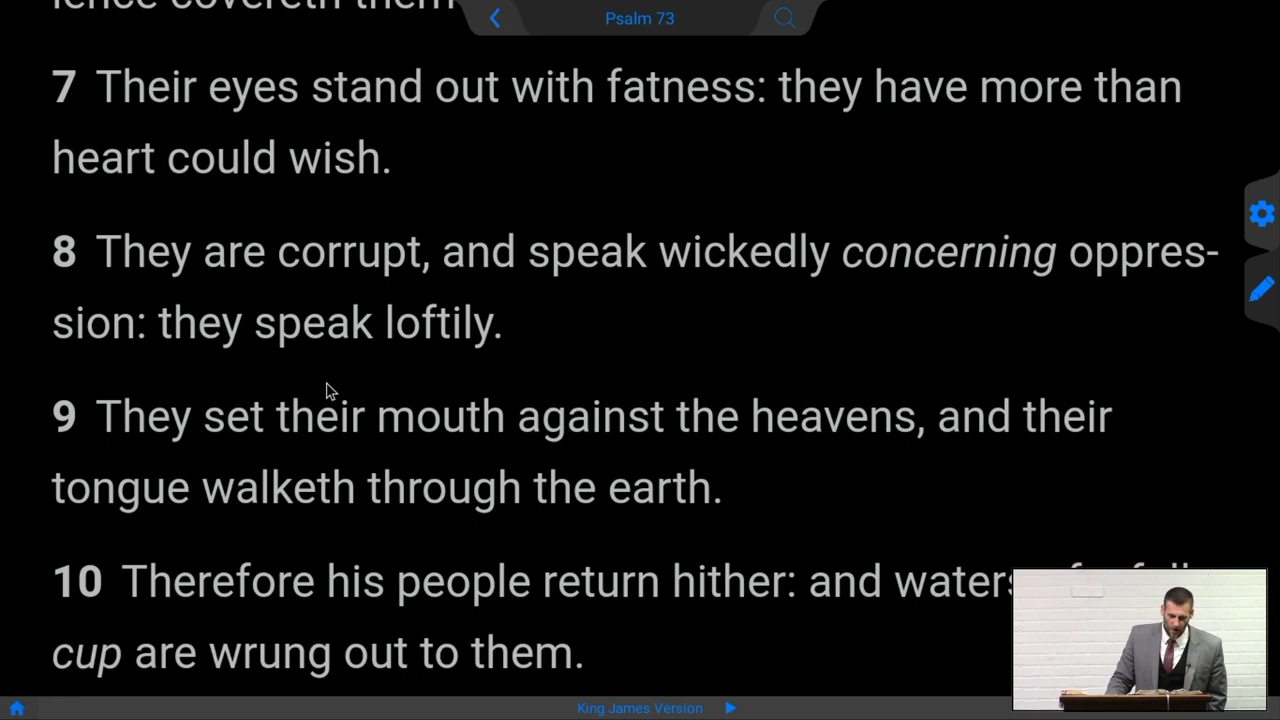 lence covereth them
Psalm 73
7 Their eyes stand out with fatness: they have more than
heart could wish.
8 They are corrupt, and speak wickedly concerning oppres-
sion: they speak loftily.
9 They set their mouth against the heavens, and their
tongue walketh through the earth.
10 Therefore his people return hither: and waters
cup are wrung out to them.
King James Version